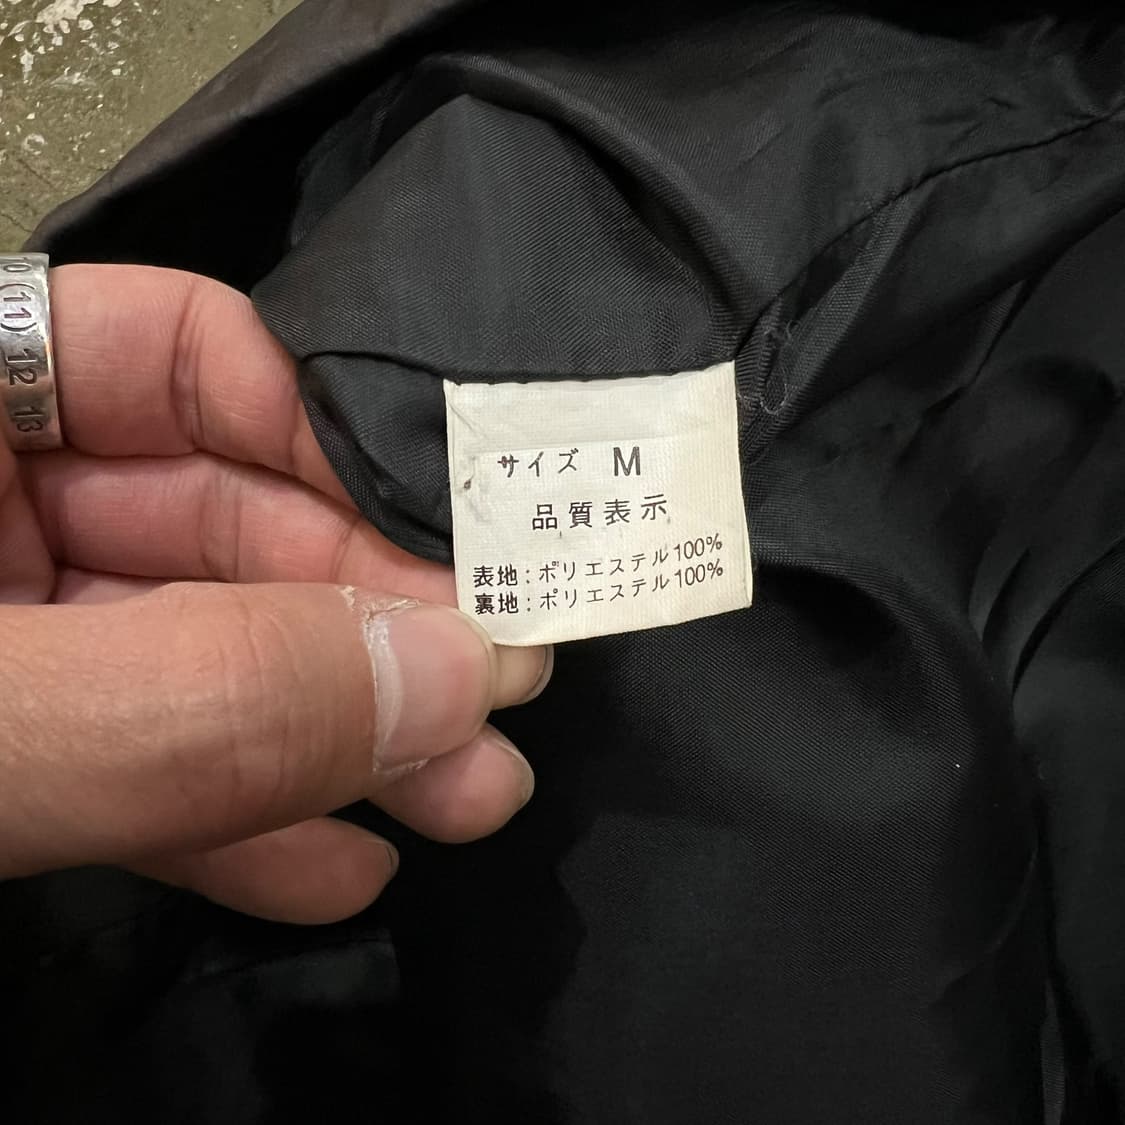 サイズ M
品質表示
表地：ポリエステル100%
裏地：ポリエステル100%
10 (11) 12 13